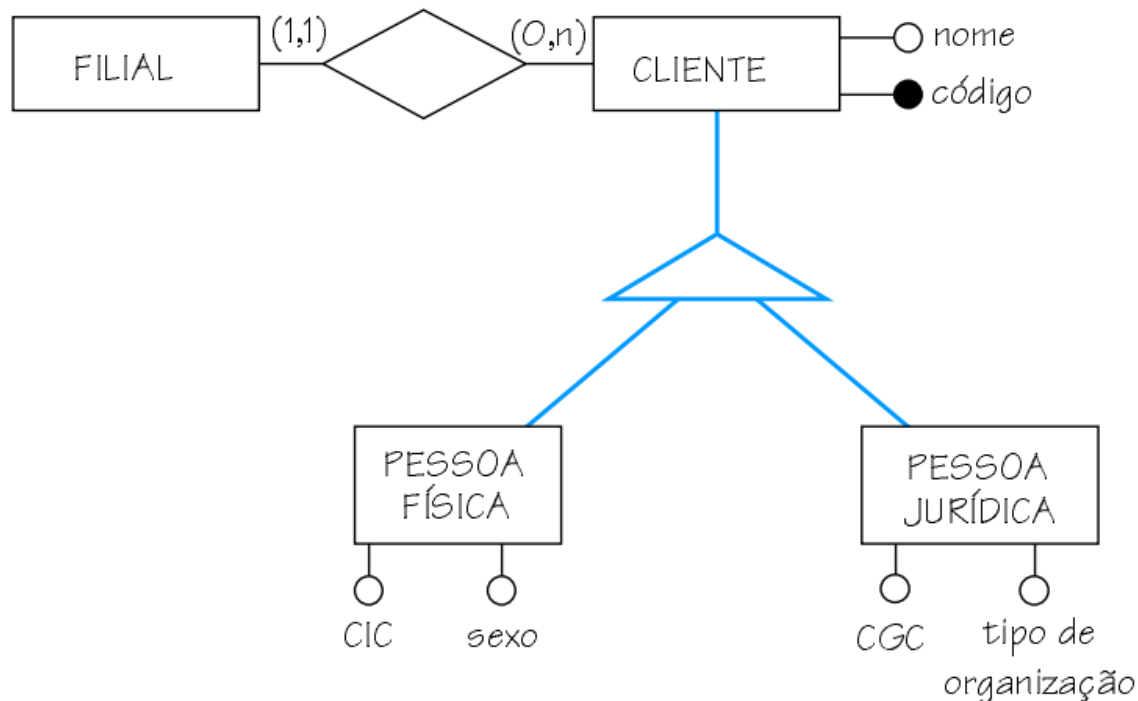 FILIAL
(1,1)
(0,n)
CLIENTE
nome
código
PESSOA
FÍSICA
PESSOA
JURÍDICA
CIC
sexo
CGC
tipo de
organização